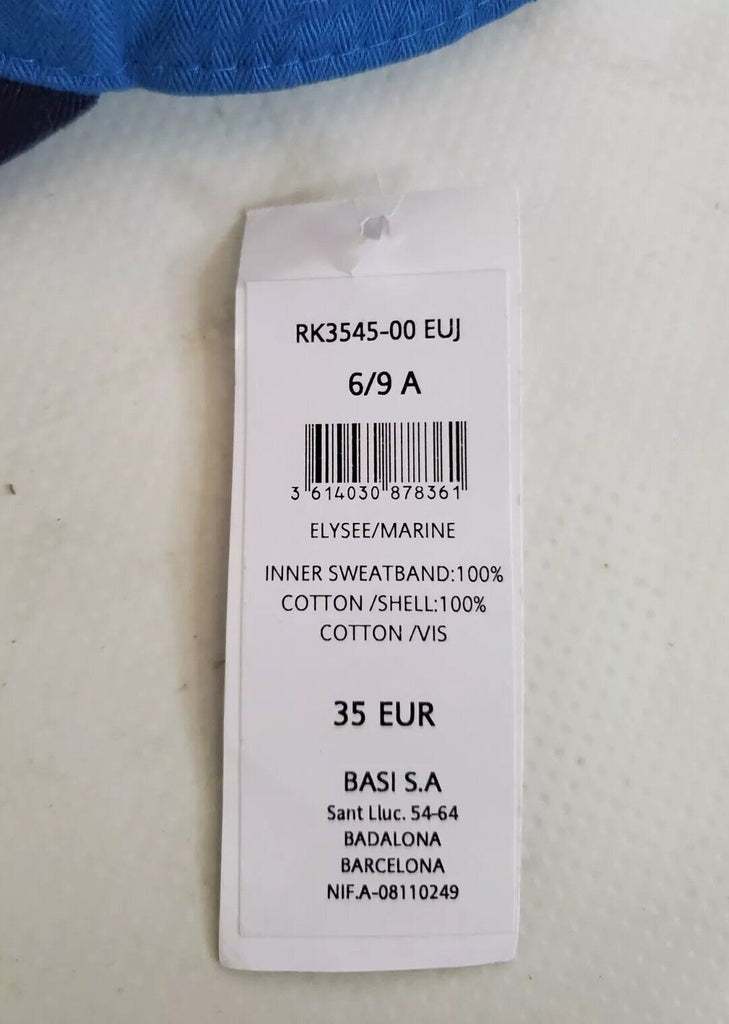 RK3545-00 EUJ
6/9 A
3 614030 878361
ELYSEE/MARINE
INNER SWEATBAND:100%
COTTON /SHELL:100%
COTTON /VIS
35 EUR
BASI S.A
Sant Lluc. 54-64
BADALONA
BARCELONA
NIF.A-08110249